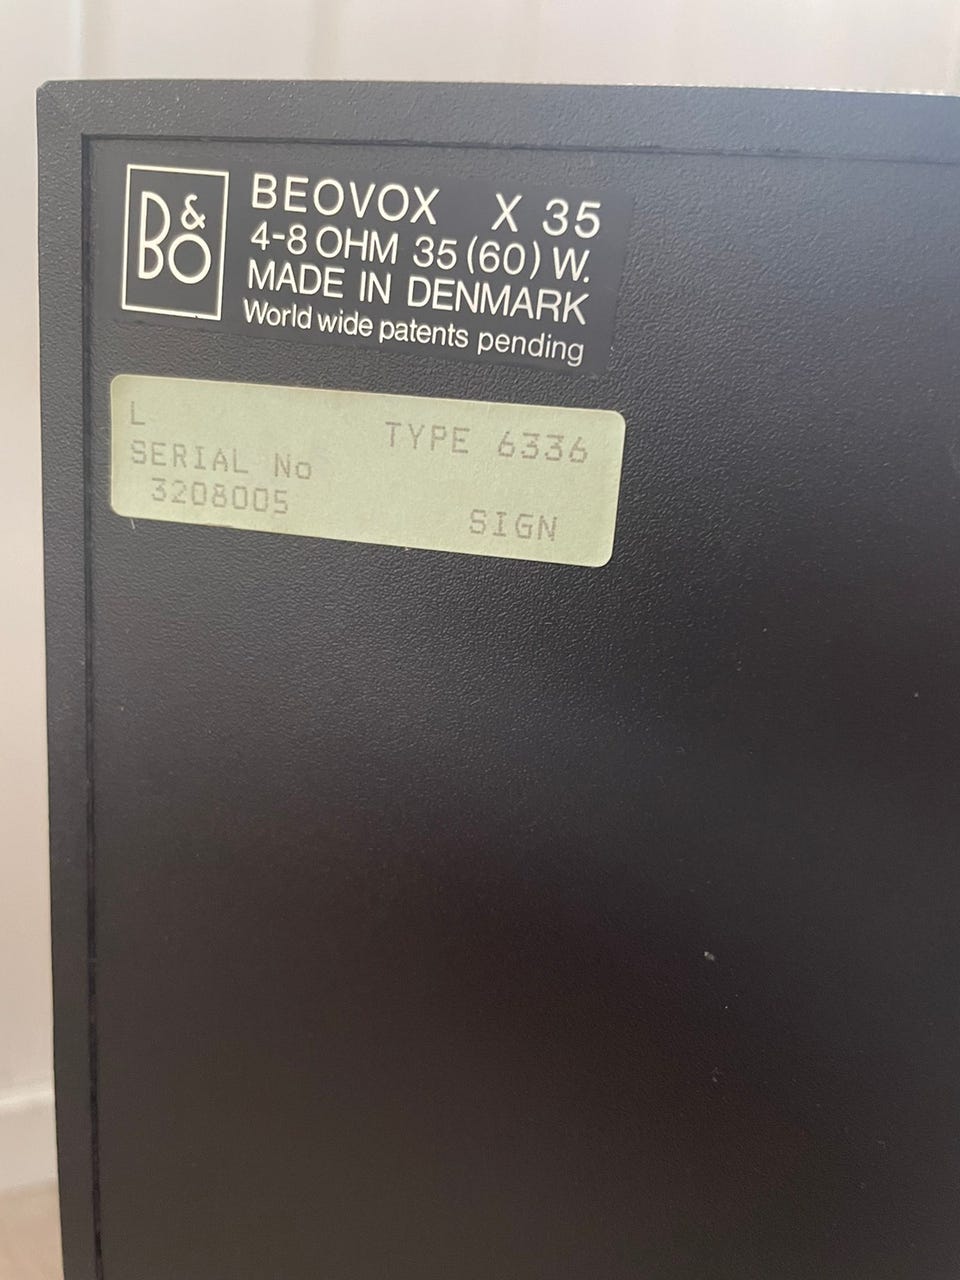 B&O
BEOVOX X 35
4-8 OHM 35 (60) W.
MADE IN DENMARK
World wide patents pending
L TYPE 6336
SERIAL No
3208005
SIGN